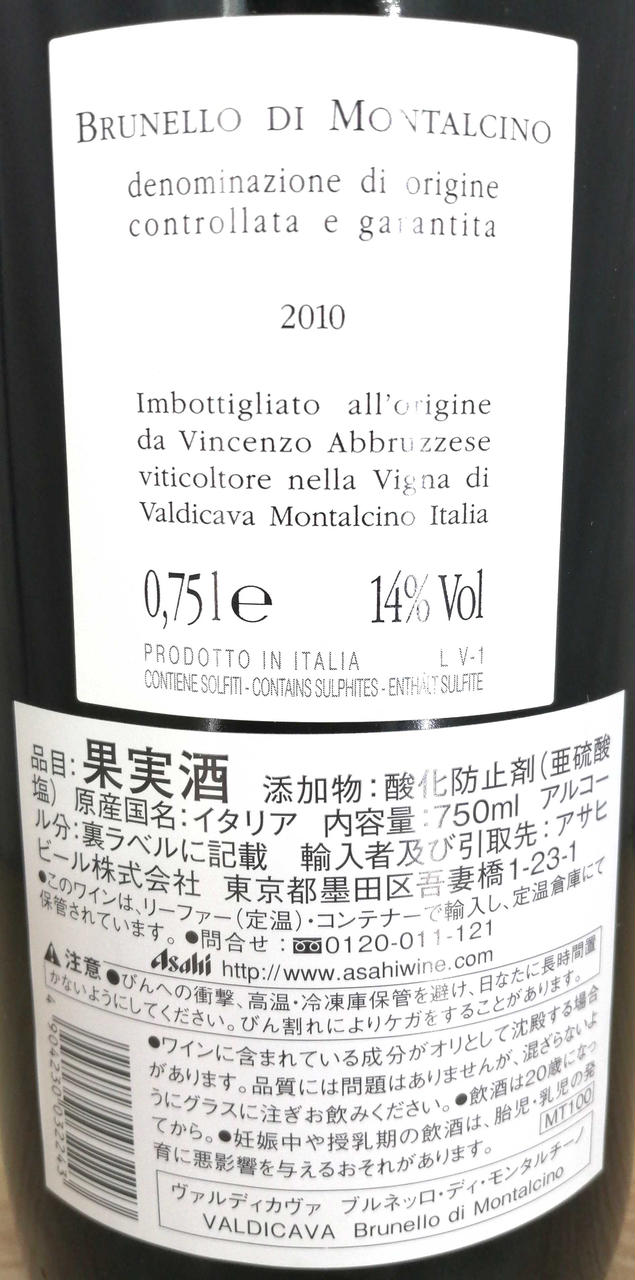 BRUNELLO DI MONTALCINO
denominazione di origine
controllata e garantita
2010
Imbottigliato all'origine
da Vincenzo Abbruzzese
viticoltore nella Vigna di
Valdicava Montalcino Italia
0,75 l e 14% Vol
PRODOTTO IN ITALIA L V-1
CONTIENE SOLFITI - CONTAINS SULPHITES - ENTHÄLT SULFITE
品目:果実酒 添加物:酸化防止剤(亜硫酸
塩) 原産国名:イタリア 内容量:750ml アルコー
ル分:裏ラベルに記載 輸入者及び引取先:アサヒ
ビール株式会社 東京都墨田区吾妻橋1-23-1
●このワインは、リーファー(定温)・コンテナーで輸入し、定温倉庫にて
保管されています。 ●問合せ:0120-011-121
Asahi http://www.asahiwine.com
注意 ●びんへの衝撃、高温・冷凍庫保管を避け、日なたに長時間置
かないようにしてください。びん割れによりケガをすることがあります。
●ワインに含まれている成分がオリとして沈殿する場合
があります。品質には問題はありませんが、混ざらないよ
うにグラスに注ぎお飲みください。●飲酒は20歳になっ
てから。●妊娠中や授乳期の飲酒は、胎児・乳児の発
育に悪影響を与えるおそれがあります。 MT100
4 904230 032243
ヴァルディカヴァ ブルネッロ・ディ・モンタルチーノ
VALDICAVA Brunello di Montalcino